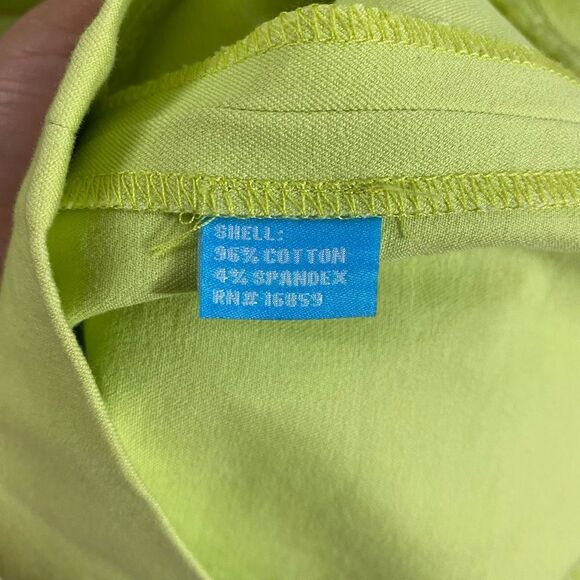 SHELL:
96% COTTON
4% SPANDEX
RN# 16859